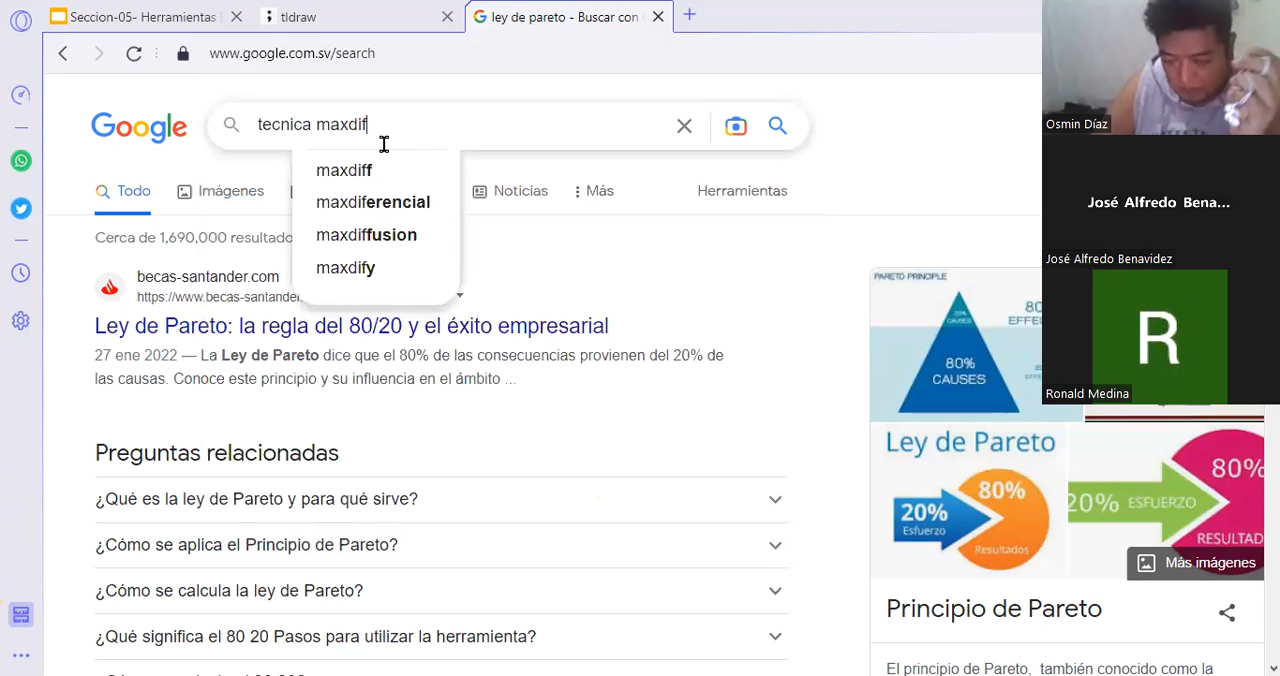 Seccion-05- Herramientas
tldraw
ley de pareto - Buscar con
www.google.com.sv/search
Google
tecnica maxdif
maxdiff
maxdiferencial
maxdiffusion
maxdify
Todo
Imágenes
Noticias
Más
Herramientas
Cerca de 1,690,000 resultado
becas-santander.com
https://www.becas-santander.
Ley de Pareto: la regla del 80/20 y el éxito empresarial
27 ene 2022 — La Ley de Pareto dice que el 80% de las consecuencias provienen del 20% de
las causas. Conoce este principio y su influencia en el ámbito ...
Preguntas relacionadas
¿Qué es la ley de Pareto y para qué sirve?
¿Cómo se aplica el Principio de Pareto?
¿Cómo se calcula la ley de Pareto?
¿Qué significa el 80 20 Pasos para utilizar la herramienta?
PARETO PRINCIPLE
20%
CAUSES
80%
CAUSES
Ley de Pareto
20%
Esfuerzo
80%
Resultados
20% ESFUERZO
80%
RESULTAD
Más imágenes
Principio de Pareto
El principio de Pareto, también conocido como la
Osmin Díaz
José Alfredo Bena...
José Alfredo Benavidez
R
Ronald Medina